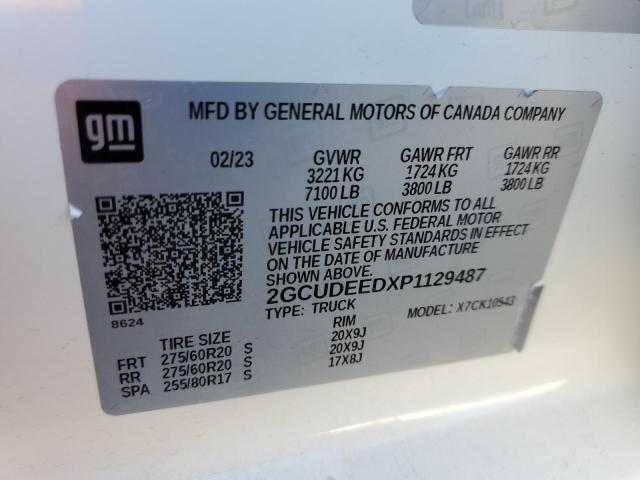 gm
MFD BY GENERAL MOTORS OF CANADA COMPANY
02/23 GVWR GAWR FRT GAWR RR
3221 KG 1724 KG 1724 KG
7100 LB 3800 LB 3800 LB
THIS VEHICLE CONFORMS TO ALL
APPLICABLE U.S. FEDERAL MOTOR
VEHICLE SAFETY STANDARDS IN EFFECT
ON THE DATE OF MANUFACTURE
SHOWN ABOVE.
2GCUDEEDXP1129487
8624
TYPE: TRUCK MODEL: X7CK10543
TIRE SIZE RIM
FRT 275/60R20 S 20X9J
RR 275/60R20 S 20X9J
SPA 255/80R17 S 17X8J